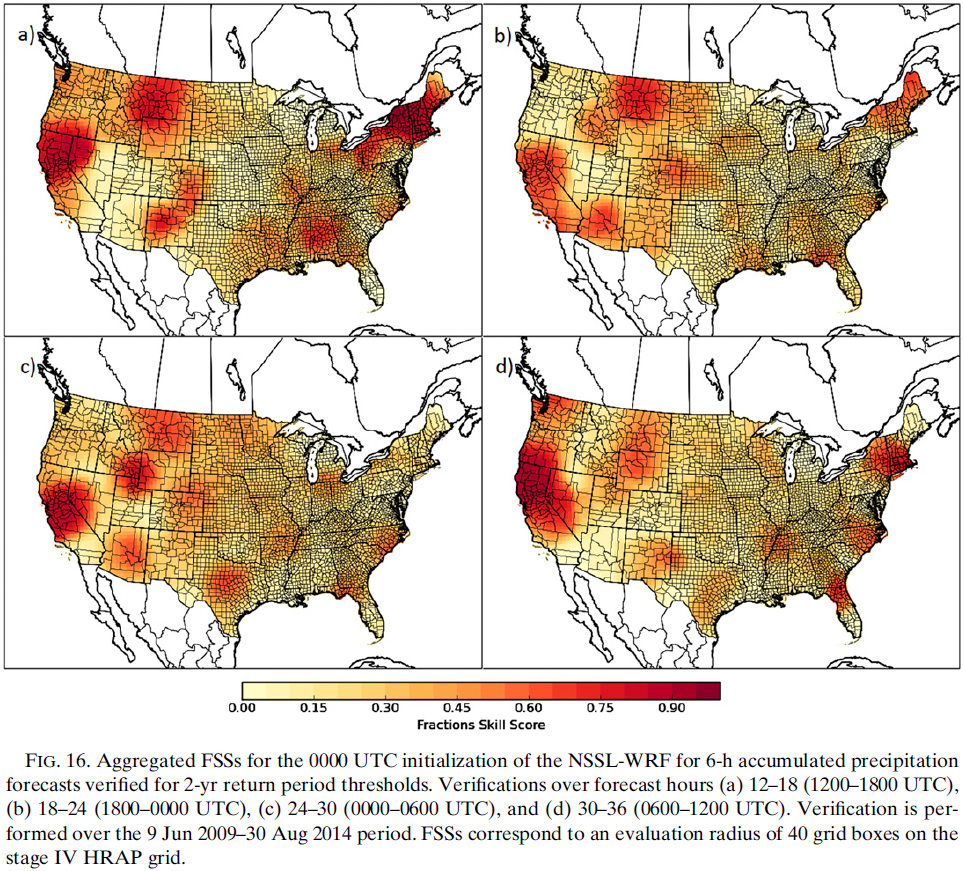 a)
b)
c)
d)
0.00 0.15 0.30 0.45 0.60 0.75 0.90
Fractions Skill Score
FIG. 16. Aggregated FSSs for the 0000 UTC initialization of the NSSL-WRF for 6-h accumulated precipitation
forecasts verified for 2-yr return period thresholds. Verifications over forecast hours (a) 12–18 (1200–1800 UTC),
(b) 18–24 (1800–0000 UTC), (c) 24–30 (0000–0600 UTC), and (d) 30–36 (0600–1200 UTC). Verification is per-
formed over the 9 Jun 2009–30 Aug 2014 period. FSSs correspond to an evaluation radius of 40 grid boxes on the
stage IV HRAP grid.